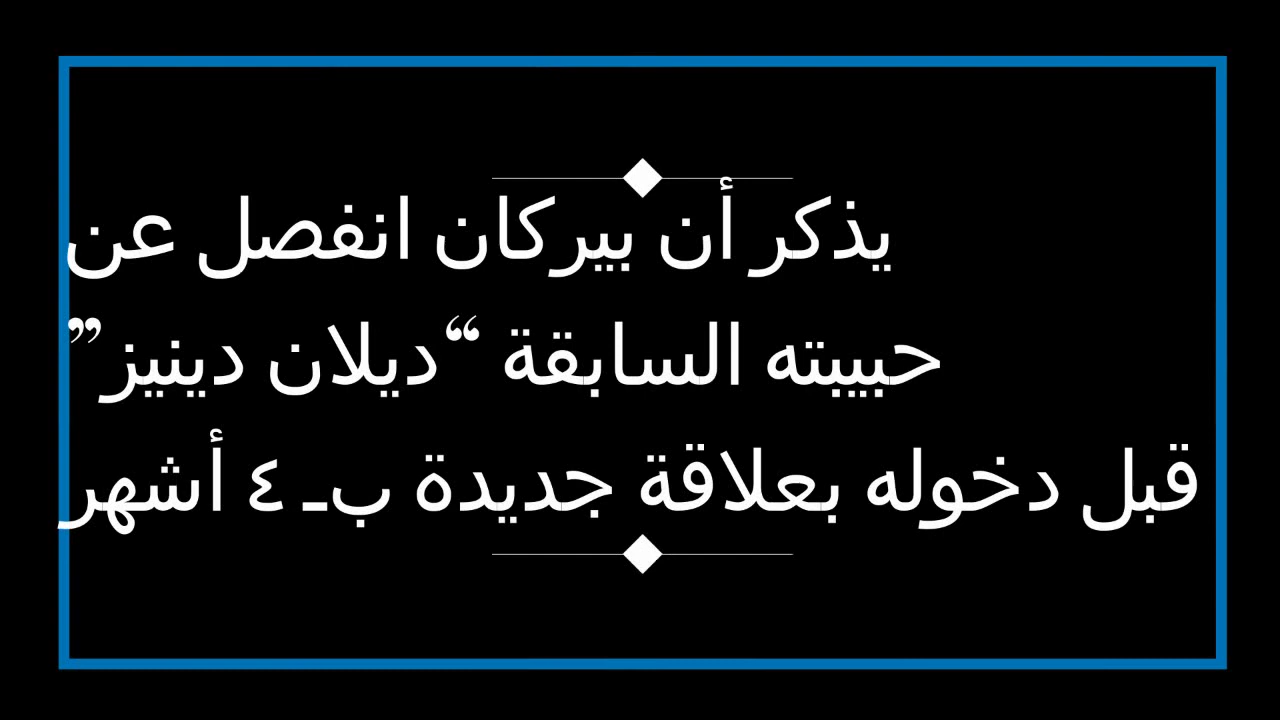 يذكر أن بيركان انفصل عن
حبيبته السابقة “ديلان دينيز”
قبل دخوله بعلاقة جديدة بـ ٤ أشهر